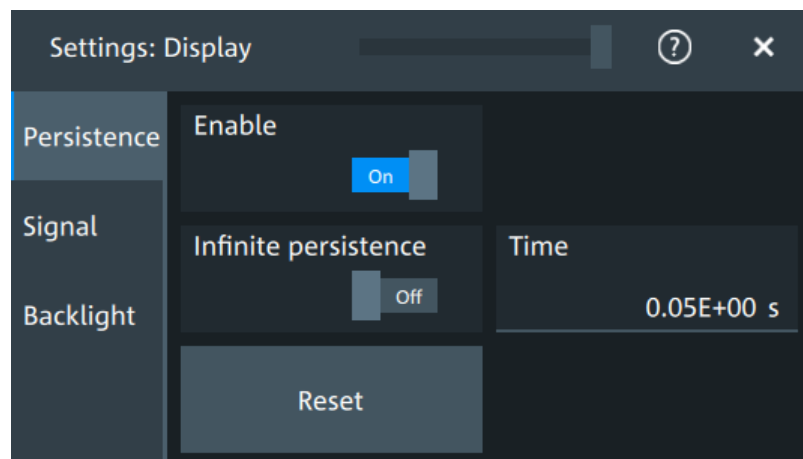 Settings: Display
?
×
Persistence
Signal
Backlight
Enable
On
Infinite persistence
Off
Time
0.05E+00 s
Reset